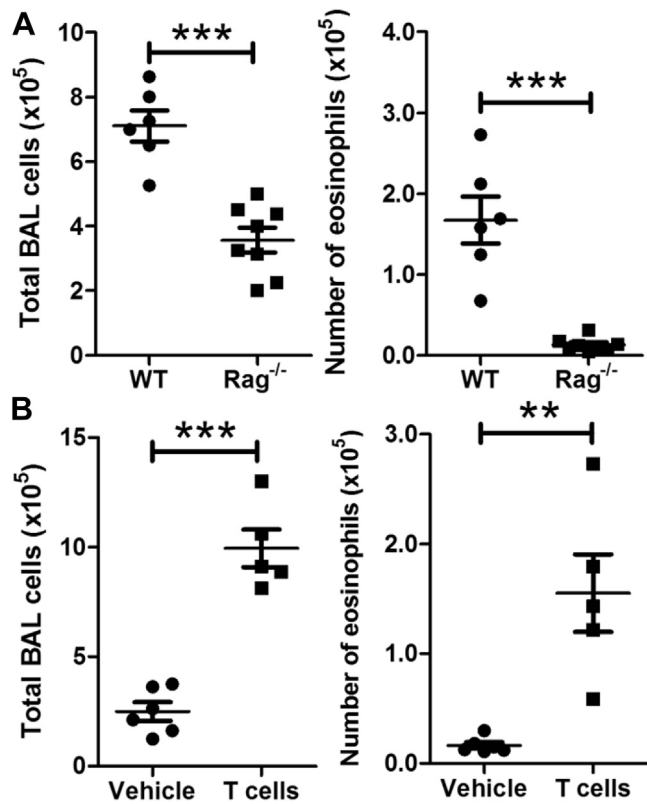 A
Total BAL cells (x10⁵)
10
8
6
4
2
0
***
WT
Rag⁻/⁻
Number of eosinophils (x10⁵)
4.0
3.0
2.0
1.0
0.0
***
WT
Rag⁻/⁻
B
Total BAL cells (x10⁵)
15
10
5
0
***
Vehicle
T cells
Number of eosinophils (x10⁵)
3.0
2.0
1.0
0.0
**
Vehicle
T cells